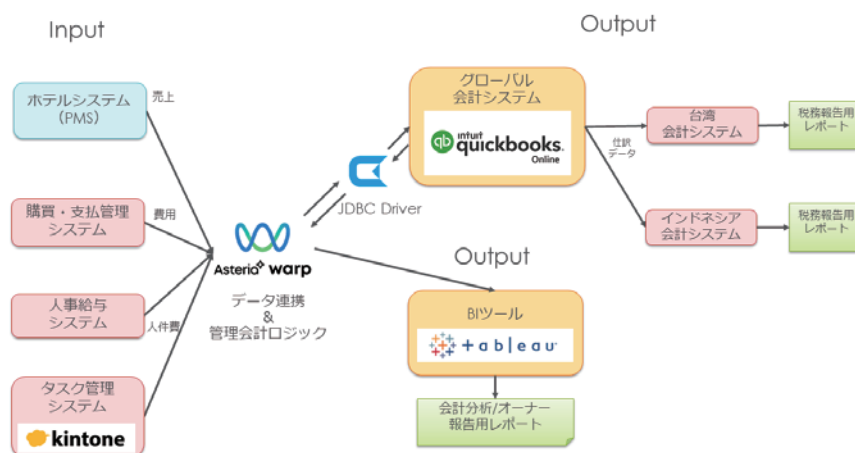 Input
Output
ホテルシステム
(PMS)
売上
購買・支払管理
システム
費用
人事給与
システム
人件費
タスク管理
システム
kintone
Asteria warp
データ連携
&
管理会計ロジック
JDBC Driver
グローバル
会計システム
qb
intuit
quickbooks.
Online
仕訳
データ
台湾
会計システム
税務報告用
レポート
インドネシア
会計システム
税務報告用
レポート
Output
BIツール
+ableau
会計分析/オーナー
報告用レポート